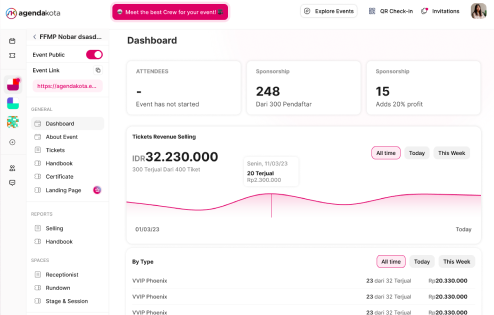 agendakota
Meet the best Crew for your event!
Explore Events
QR Check-in
Invitations
FFMP Nobar dsasd...
Event Public
Event Link
https://agendakota.e...
GENERAL
Dashboard
About Event
Tickets
Handbook
Certificate
Landing Page
REPORTS
Selling
Handbook
SPACES
Receptionist
Rundown
Stage & Session
Dashboard
ATTENDEES
-
Event has not started
Sponsorship
248
Dari 300 Pendaftar
Sponsorship
15
Adds 20% profit
Tickets Revenue Selling
IDR32.230.000
300 Terjual Dari 400 Tiket
All time
Today
This Week
Senin, 11/03/23
20 Terjual
Rp2.300.000
01/03/23
Today
By Type
All time
Today
This Week
VVIP Phoenix
23 dari 32 Terjual
Rp20.330.000
VVIP Phoenix
23 dari 32 Terjual
Rp20.330.000
VVIP Phoenix
23 dari 32 Terjual
Rp20.330.000